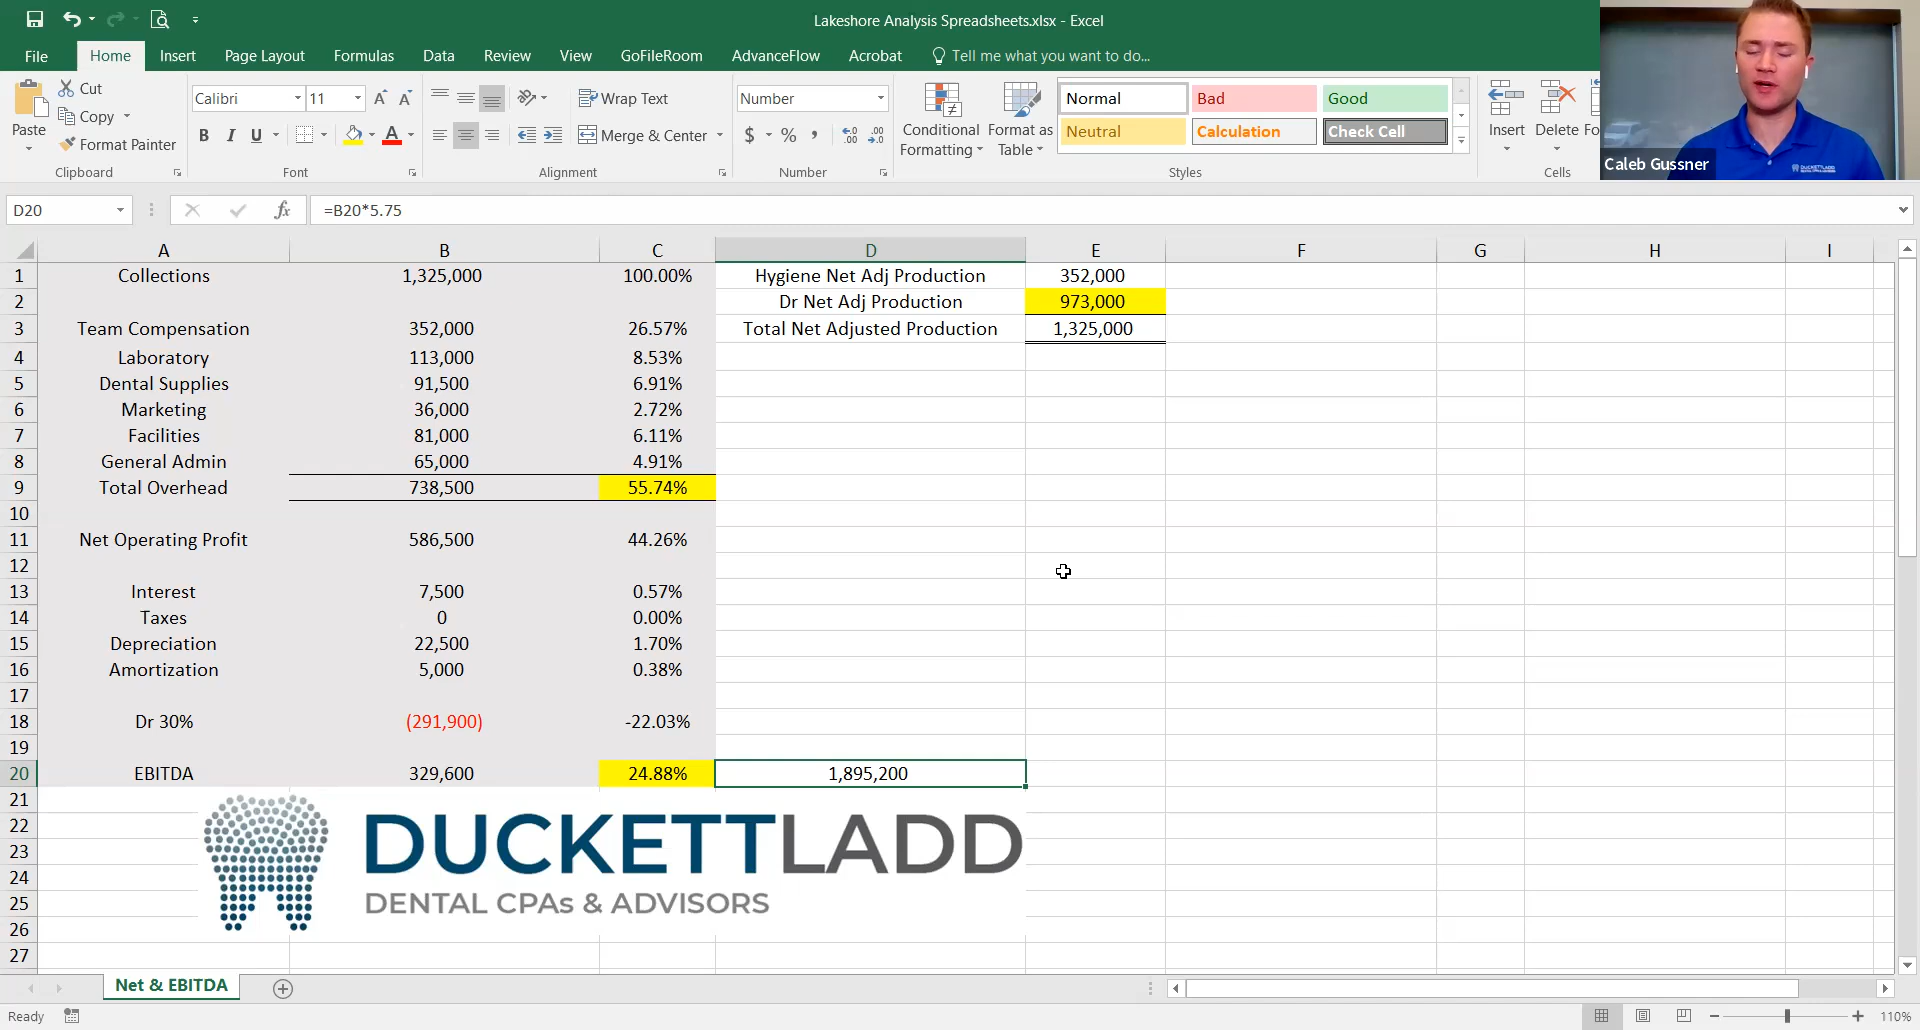 Lakeshore Analysis Spreadsheets.xlsx - Excel
File Home Insert Page Layout Formulas Data Review View GoFileRoom AdvanceFlow Acrobat Tell me what you want to do...
Paste
Cut
Copy
Format Painter
Clipboard
Calibri 11
B I U A
Font
Wrap Text
Merge & Center
Alignment
Number
$ % ,
Number
Conditional Formatting
Format as Table
Normal Bad Good
Neutral Calculation Check Cell
Styles
Insert Delete Fo
Cells
Caleb Gussner
DUCKETTLADD
D20 fx =B20*5.75
A B C D E F G H I
1 Collections 1,325,000 100.00% Hygiene Net Adj Production 352,000
2 Dr Net Adj Production 973,000
3 Team Compensation 352,000 26.57% Total Net Adjusted Production 1,325,000
4 Laboratory 113,000 8.53%
5 Dental Supplies 91,500 6.91%
6 Marketing 36,000 2.72%
7 Facilities 81,000 6.11%
8 General Admin 65,000 4.91%
9 Total Overhead 738,500 55.74%
10
11 Net Operating Profit 586,500 44.26%
12
13 Interest 7,500 0.57%
14 Taxes 0 0.00%
15 Depreciation 22,500 1.70%
16 Amortization 5,000 0.38%
17
18 Dr 30% (291,900) -22.03%
19
20 EBITDA 329,600 24.88% 1,895,200
21
22
23
24
25
26
27
DUCKETTLADD
DENTAL CPAs & ADVISORS
Net & EBITDA
Ready 110%